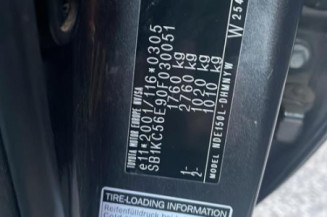 TOYOTA MOTOR EUROPE NV/SA
e11*2001/116*0305
SB1KC56E90F030051
1760 kg
2760 kg
1- 1020 kg
2- 1010 kg
MODEL NDE150L-DHMNYW
W
TIRE-LOADING INFORMATION
Reifenfülldruck